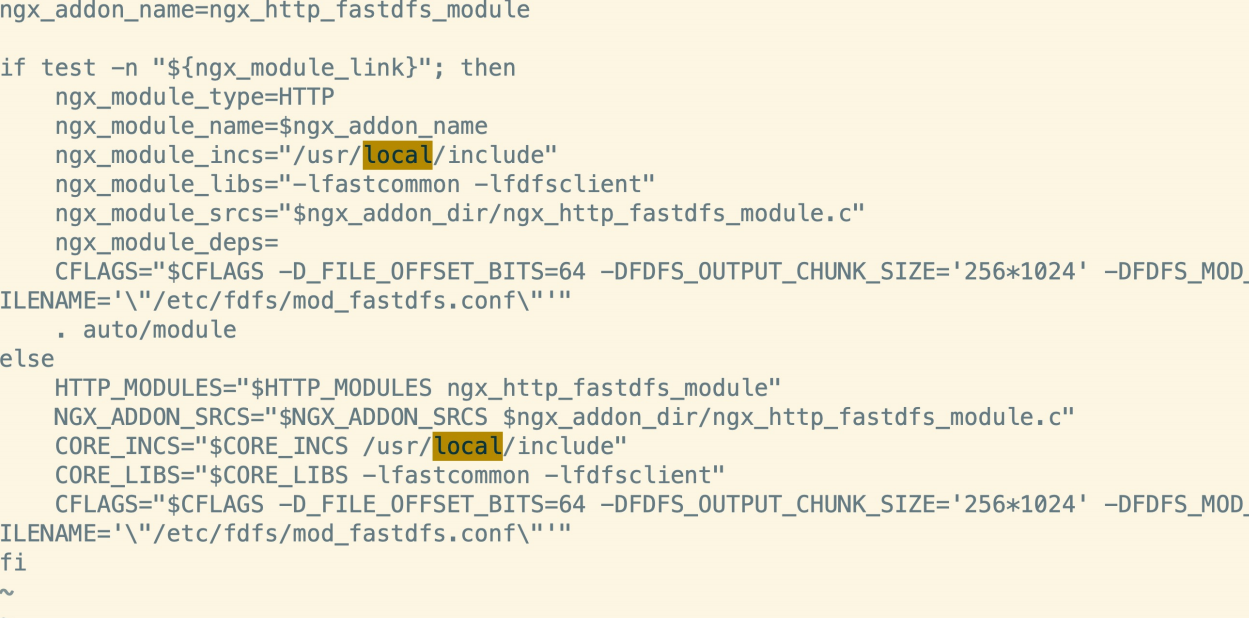 ngx_addon_name=ngx_http_fastdfs_module
if test -n "${ngx_module_link}"; then
ngx_module_type=HTTP
ngx_module_name=$ngx_addon_name
ngx_module_incs="/usr/local/include"
ngx_module_libs="-lfastcommon -lfdfsclient"
ngx_module_srcs="$ngx_addon_dir/ngx_http_fastdfs_module.c"
ngx_module_deps=
CFLAGS="$CFLAGS -D_FILE_OFFSET_BITS=64 -DFDFS_OUTPUT_CHUNK_SIZE='256*1024' -DFDFS_MOD_
ILENAME='\"/etc/fdfs/mod_fastdfs.conf\"'"
. auto/module
else
HTTP_MODULES="$HTTP_MODULES ngx_http_fastdfs_module"
NGX_ADDON_SRCS="$NGX_ADDON_SRCS $ngx_addon_dir/ngx_http_fastdfs_module.c"
CORE_INCS="$CORE_INCS /usr/local/include"
CORE_LIBS="$CORE_LIBS -lfastcommon -lfdfsclient"
CFLAGS="$CFLAGS -D_FILE_OFFSET_BITS=64 -DFDFS_OUTPUT_CHUNK_SIZE='256*1024' -DFDFS_MOD_
ILENAME='\"/etc/fdfs/mod_fastdfs.conf\"'"
fi
~